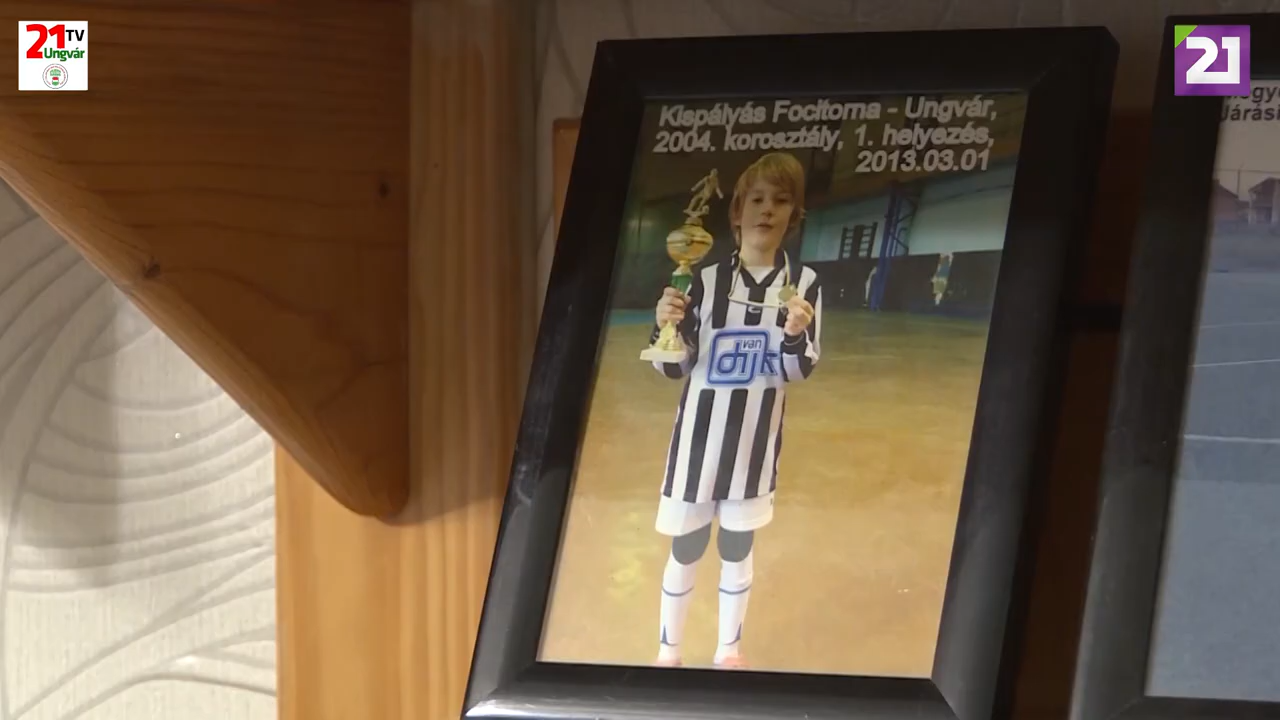 21 TV
Ungvár
21
Kispályás Focitorna - Ungvár,
2004. korosztály, 1. helyezés,
2013.03.01
van
dijk